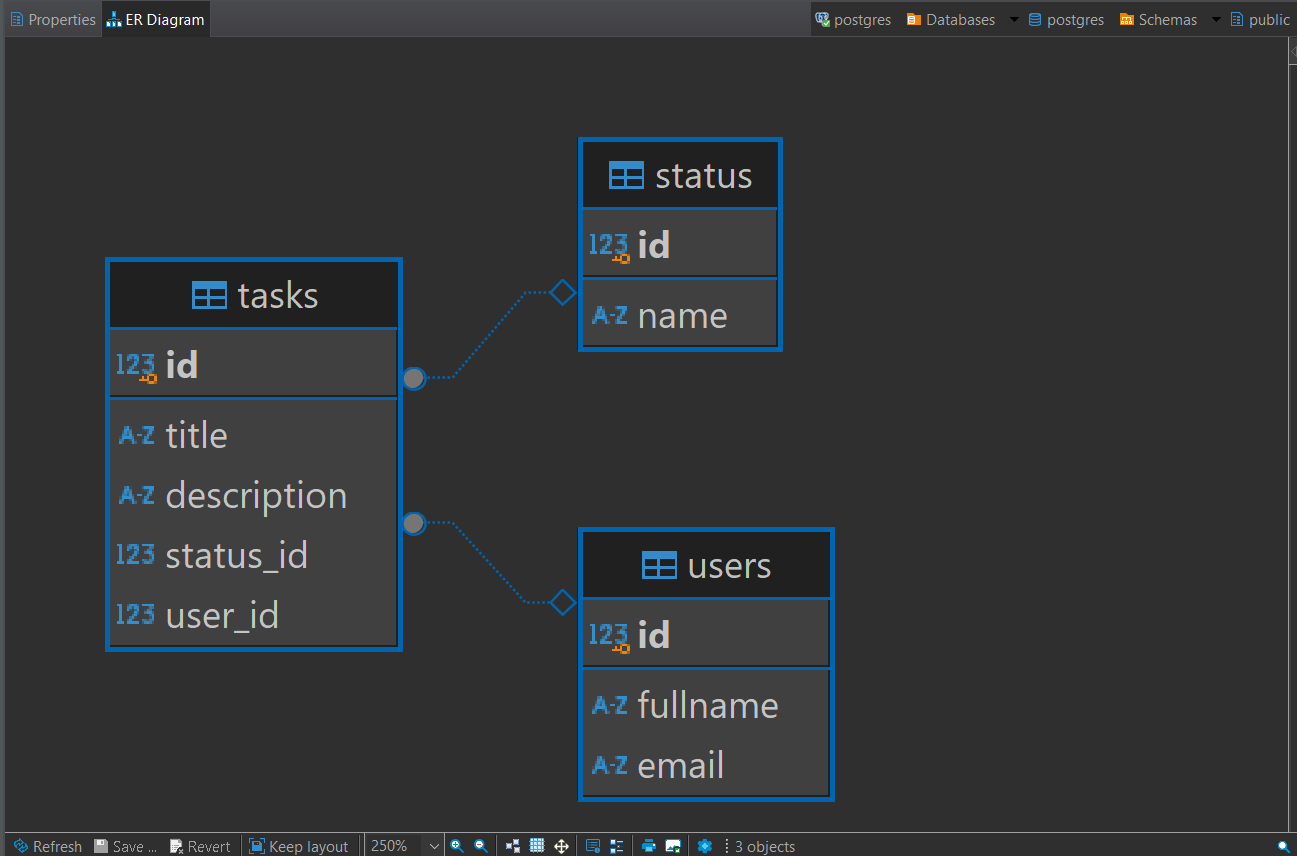 Properties ER Diagram postgres Databases postgres Schemas public
status
123 id
A-Z name
tasks
123 id
A-Z title
A-Z description
123 status_id
123 user_id
users
123 id
A-Z fullname
A-Z email
Refresh Save ... Revert Keep layout 250% 3 objects